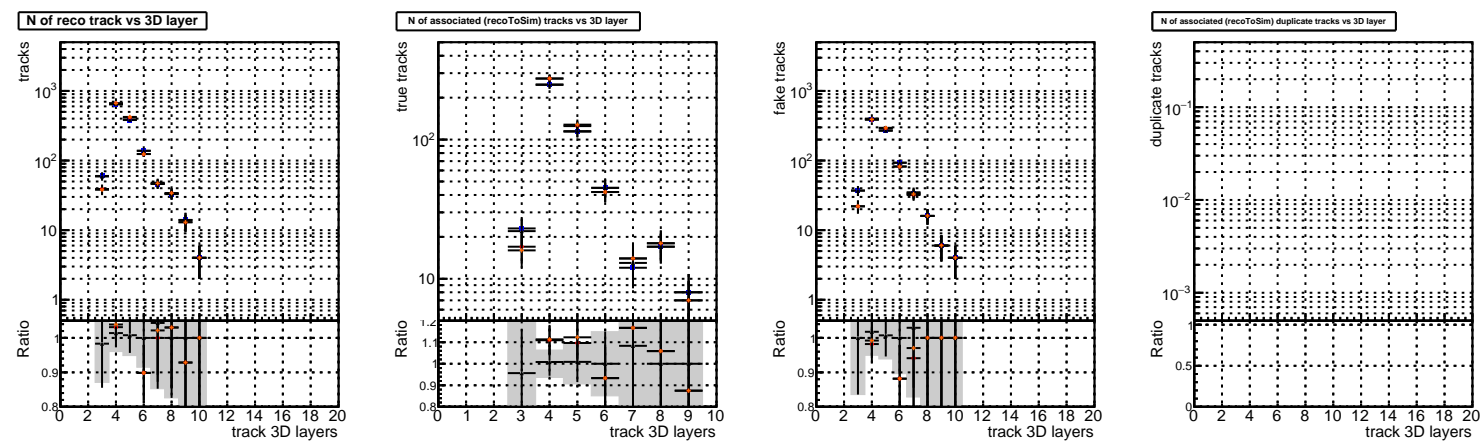 N of reco track vs 3D layer
tracks
10³
10²
10
1
Ratio
1
0.9
0.8
0 2 4 6 8 10 12 14 16 18 20
track 3D layers
N of associated (recoToSim) tracks vs 3D layer
true tracks
10²
10
Ratio
1.2
1.1
1
0.9
0.8
0 1 2 3 4 5 6 7 8 9 10
track 3D layers
fake tracks
10³
10²
10
1
Ratio
1
0.9
0.8
0 2 4 6 8 10 12 14 16 18 20
track 3D layers
N of associated (recoToSim) duplicate tracks vs 3D layer
duplicate tracks
10⁻¹
10⁻²
10⁻³
Ratio
1
0.5
0
0 2 4 6 8 10 12 14 16 18 20
track 3D layers